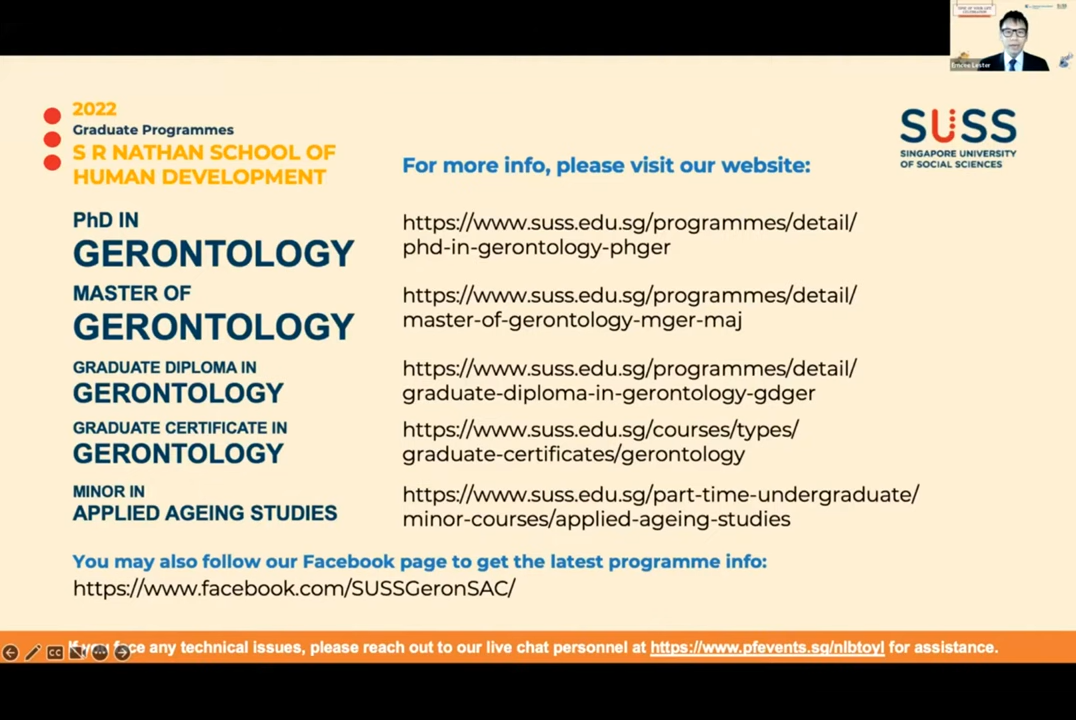 2022
Graduate Programmes
S R NATHAN SCHOOL OF
HUMAN DEVELOPMENT
SUSS
SINGAPORE UNIVERSITY
OF SOCIAL SCIENCES
For more info, please visit our website:
PhD IN
GERONTOLOGY
https://www.suss.edu.sg/programmes/detail/
phd-in-gerontology-phger
MASTER OF
GERONTOLOGY
https://www.suss.edu.sg/programmes/detail/
master-of-gerontology-mger-maj
GRADUATE DIPLOMA IN
GERONTOLOGY
https://www.suss.edu.sg/programmes/detail/
graduate-diploma-in-gerontology-gdger
GRADUATE CERTIFICATE IN
GERONTOLOGY
https://www.suss.edu.sg/courses/types/
graduate-certificates/gerontology
MINOR IN
APPLIED AGEING STUDIES
https://www.suss.edu.sg/part-time-undergraduate/
minor-courses/applied-ageing-studies
You may also follow our Facebook page to get the latest programme info:
https://www.facebook.com/SUSSGeronSAC/
If you face any technical issues, please reach out to our live chat personnel at https://www.pfevents.sg/nlbtoyl for assistance.
CC